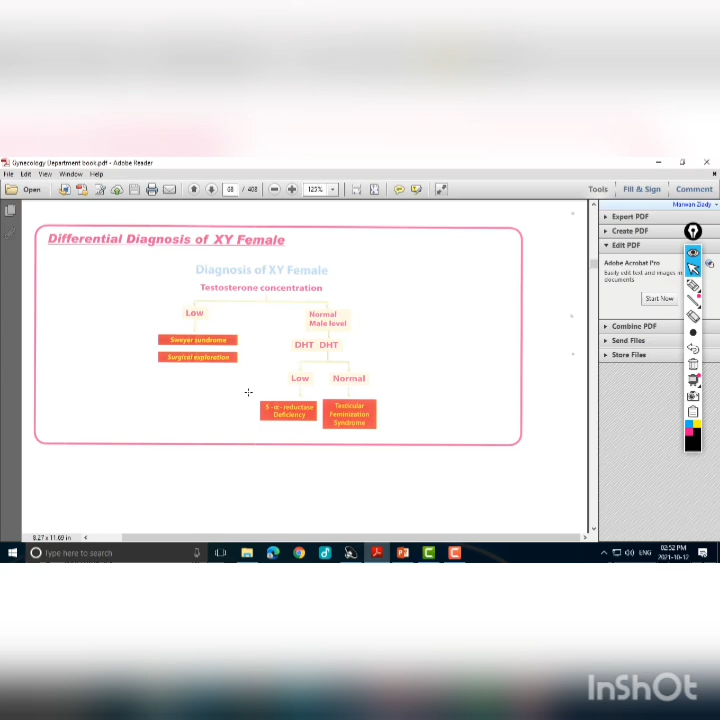 Gynecology Department book.pdf - Adobe Reader
File Edit View Window Help
Open 68 / 408 125% Tools Fill & Sign Comment
Marwan Ziady
Differential Diagnosis of XY Female
Diagnosis of XY Female
Testosterone concentration
Low
Normal
Male level
Sweyer syndrome
Surgical exploration
DHT DHT
Low Normal
5 -α- reductase
Deficiency
Testicular
Feminization
Syndrome
Export PDF
Create PDF
Edit PDF
Adobe Acrobat Pro
Easily edit text and images in
documents
Start Now
Combine PDF
Send Files
Store Files
8.27 x 11.69 in
Type here to search
ENG
02:52 PM
2021-10-12
InShOt